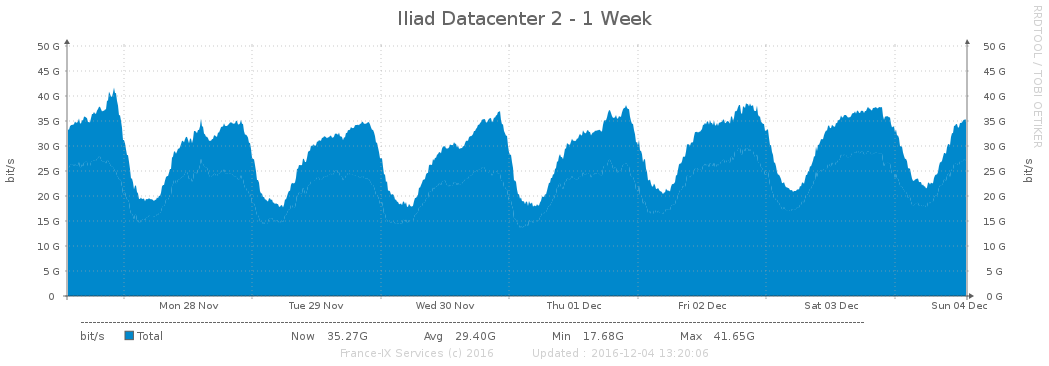 Iliad Datacenter 2 - 1 Week
RRDTOOL / TOBI OETIKER
bit/s
50 G 50 G
45 G 45 G
40 G 40 G
35 G 35 G
30 G 30 G
25 G 25 G
20 G 20 G
15 G 15 G
10 G 10 G
5 G 5 G
0 0 G
bit/s
Mon 28 Nov Tue 29 Nov Wed 30 Nov Thu 01 Dec Fri 02 Dec Sat 03 Dec Sun 04 Dec
bit/s Total Now 35.27G Avg 29.40G Min 17.68G Max 41.65G
France-IX Services (c) 2016 Updated : 2016-12-04 13:20:06